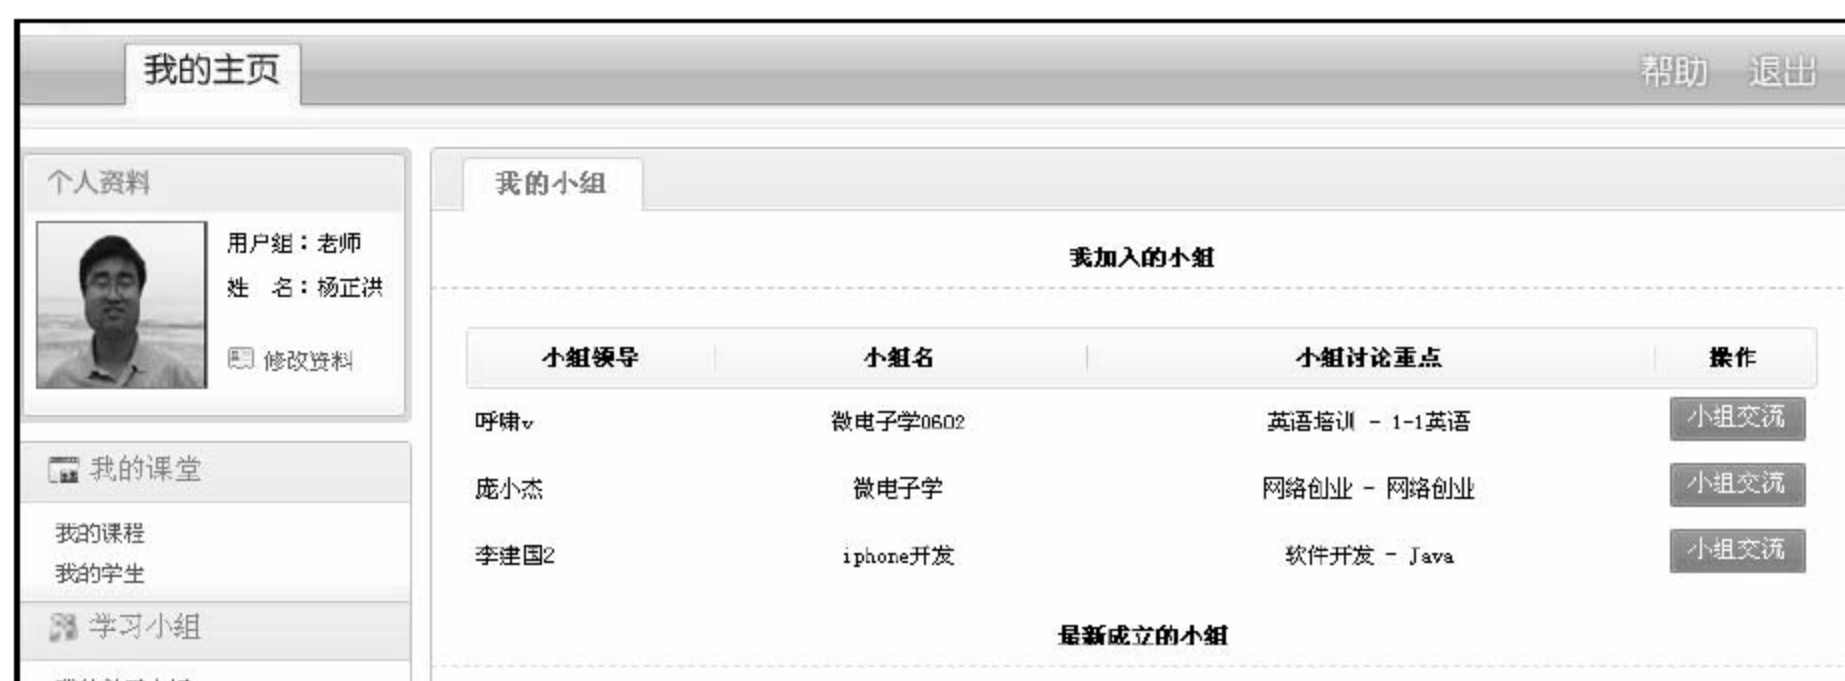 我的主页
帮助 退出
个人资料
用户组：老师
姓 名：杨正洪
修改资料
我的课堂
我的课程
我的学生
学习小组
我的小组
我加入的小组
小组领导 小组名 小组讨论重点 操作
呼啸v 微电子学0602 英语培训 - 1-1英语 小组交流
庞小杰 微电子学 网络创业 - 网络创业 小组交流
李建国2 iphone开发 软件开发 - Java 小组交流
最新成立的小组